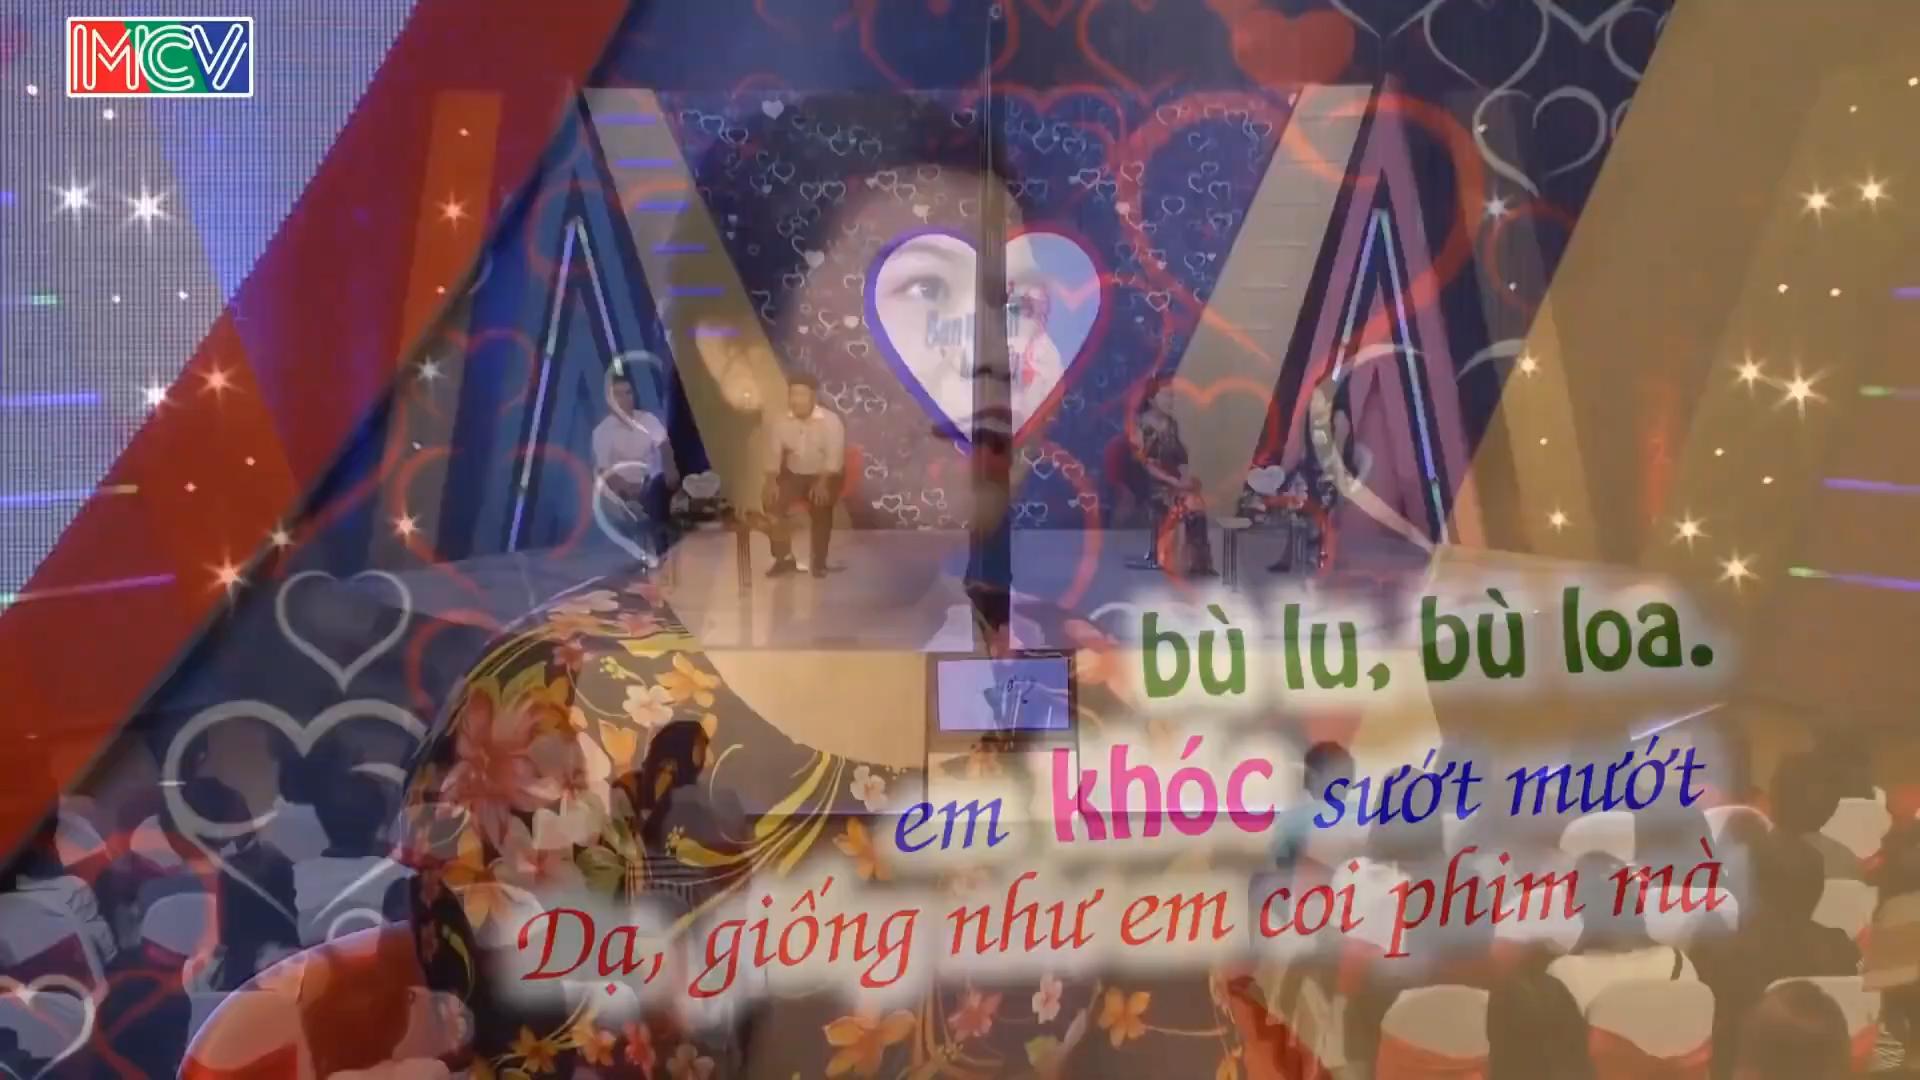 MCV
bù lu, bù loa.
em khóc sướt mướt
Dạ, giống như em coi phim mà